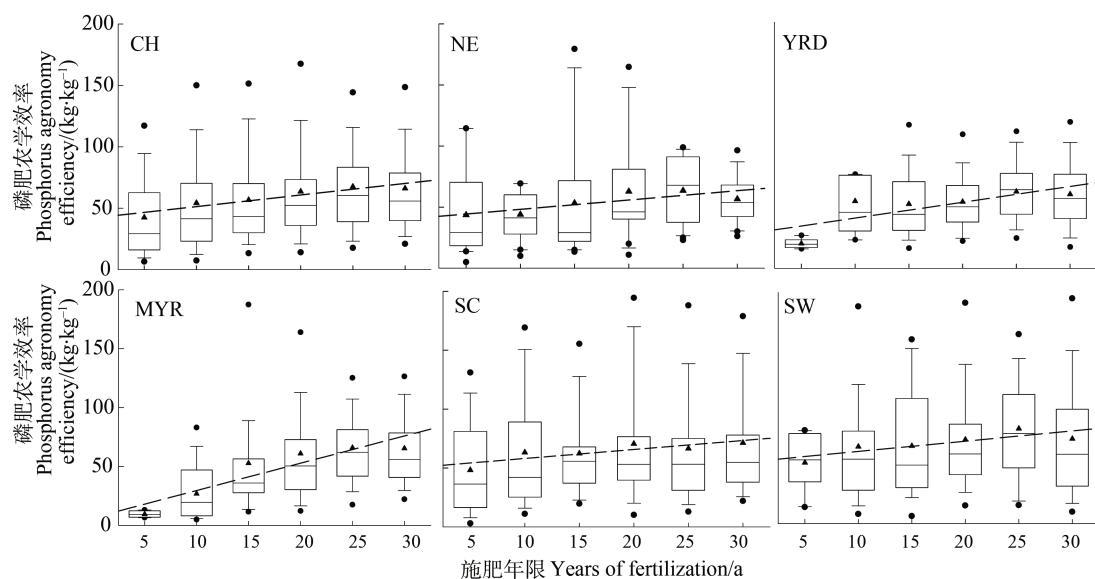 200
150
100
50
0
磷肥农学效率
Phosphorus agronomy
efficiency/(kg·kg⁻¹)
CH
NE
YRD
200
150
100
50
0
磷肥农学效率
Phosphorus agronomy
efficiency/(kg·kg⁻¹)
MYR
SC
SW
5 10 15 20 25 30
5 10 15 20 25 30
5 10 15 20 25 30
施肥年限 Years of fertilization/a